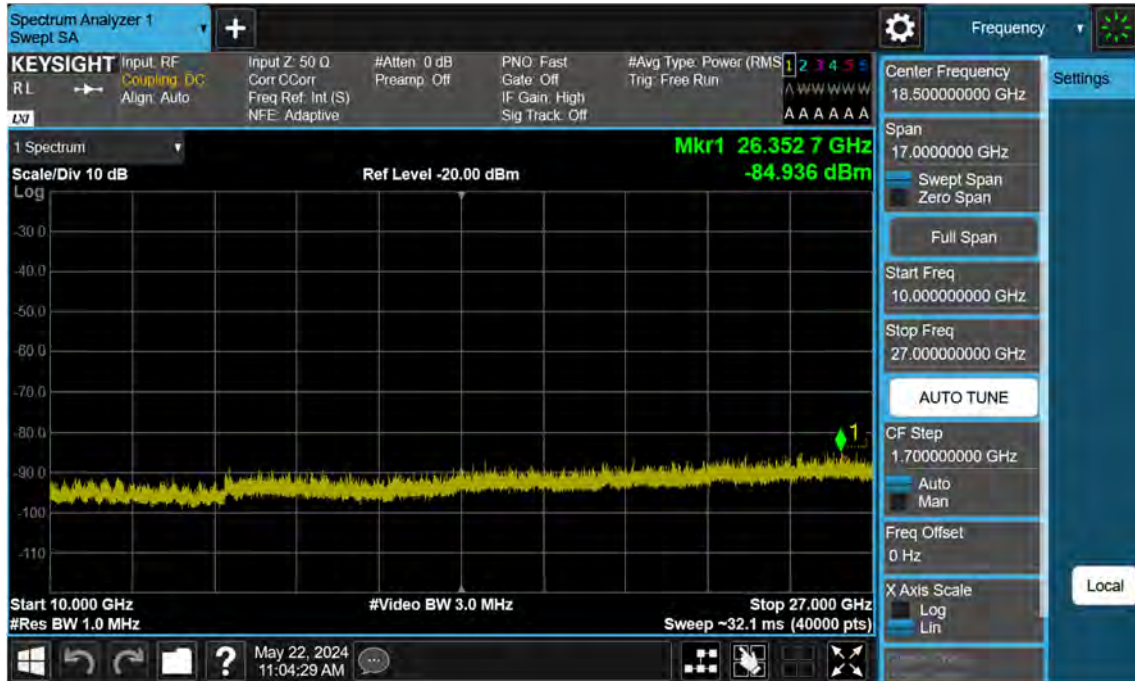 Spectrum Analyzer 1
Swept SA
Frequency
KEYSIGHT
RL
LXI
Input: RF
Coupling: DC
Align: Auto
Input Z: 50 Ω
Corr CCorr
Freq Ref: Int (S)
NFE: Adaptive
#Atten: 0 dB
Preamp: Off
PNO: Fast
Gate: Off
IF Gain: High
Sig Track: Off
#Avg Type: Power (RMS
Trig: Free Run
1 2 3 4 5 6
A W W W W W
A A A A A A
1 Spectrum
Scale/Div 10 dB
Log
Ref Level -20.00 dBm
Mkr1 26.352 7 GHz
-84.936 dBm
-30.0
-40.0
-50.0
-60.0
-70.0
-80.0
-90.0
-100
-110
1
Start 10.000 GHz
#Res BW 1.0 MHz
#Video BW 3.0 MHz
Stop 27.000 GHz
Sweep ~32.1 ms (40000 pts)
May 22, 2024
11:04:29 AM
Center Frequency
18.500000000 GHz
Span
17.0000000 GHz
Swept Span
Zero Span
Full Span
Start Freq
10.000000000 GHz
Stop Freq
27.000000000 GHz
AUTO TUNE
CF Step
1.700000000 GHz
Auto
Man
Freq Offset
0 Hz
X Axis Scale
Log
Lin
Settings
Local